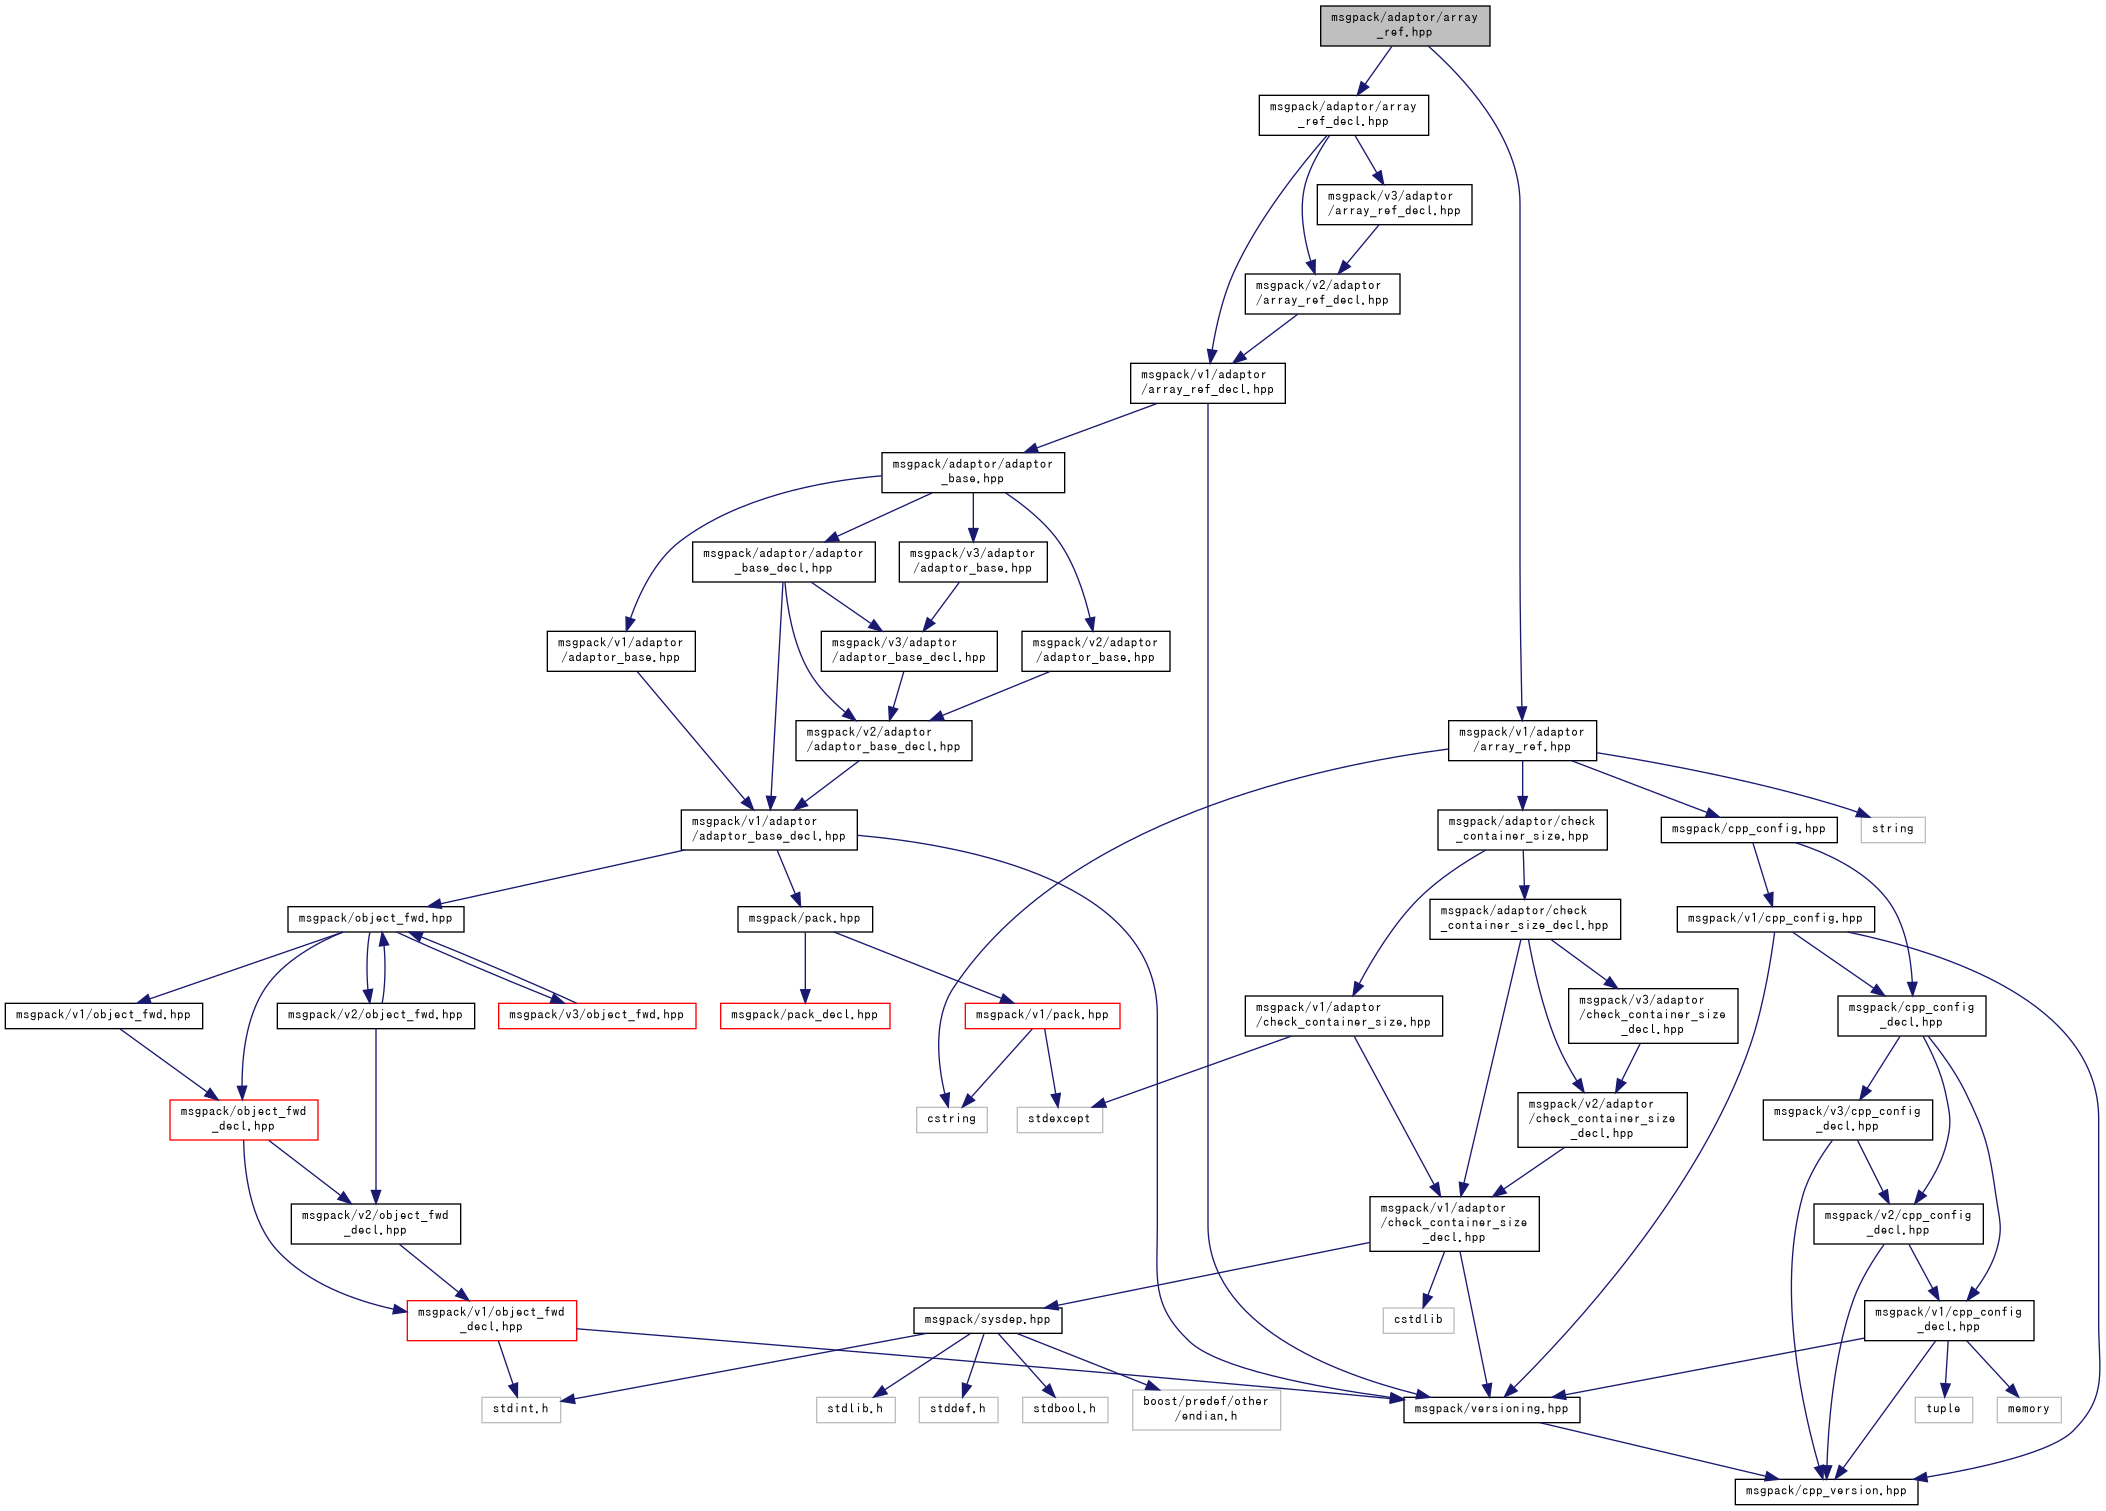 msgpack/adaptor/array
_ref.hpp
msgpack/adaptor/array
_ref_decl.hpp
msgpack/v3/adaptor
/array_ref_decl.hpp
msgpack/v2/adaptor
/array_ref_decl.hpp
msgpack/v1/adaptor
/array_ref_decl.hpp
msgpack/adaptor/adaptor
_base.hpp
msgpack/adaptor/adaptor
_base_decl.hpp
msgpack/v3/adaptor
/adaptor_base.hpp
msgpack/v1/adaptor
/adaptor_base.hpp
msgpack/v3/adaptor
/adaptor_base_decl.hpp
msgpack/v2/adaptor
/adaptor_base.hpp
msgpack/v2/adaptor
/adaptor_base_decl.hpp
msgpack/v1/adaptor
/array_ref.hpp
msgpack/v1/adaptor
/adaptor_base_decl.hpp
msgpack/adaptor/check
_container_size.hpp
msgpack/cpp_config.hpp
string
msgpack/object_fwd.hpp
msgpack/pack.hpp
msgpack/adaptor/check
_container_size_decl.hpp
msgpack/v1/cpp_config.hpp
msgpack/v1/object_fwd.hpp
msgpack/v2/object_fwd.hpp
msgpack/v3/object_fwd.hpp
msgpack/pack_decl.hpp
msgpack/v1/pack.hpp
msgpack/v1/adaptor
/check_container_size.hpp
msgpack/v3/adaptor
/check_container_size
_decl.hpp
msgpack/cpp_config
_decl.hpp
msgpack/object_fwd
_decl.hpp
cstring
stdexcept
msgpack/v2/adaptor
/check_container_size
_decl.hpp
msgpack/v3/cpp_config
_decl.hpp
msgpack/v2/object_fwd
_decl.hpp
msgpack/v1/adaptor
/check_container_size
_decl.hpp
msgpack/v2/cpp_config
_decl.hpp
msgpack/v1/object_fwd
_decl.hpp
msgpack/sysdep.hpp
cstdlib
msgpack/v1/cpp_config
_decl.hpp
stdint.h
stdlib.h
stddef.h
stdbool.h
boost/predef/other
/endian.h
msgpack/versioning.hpp
tuple
memory
msgpack/cpp_version.hpp